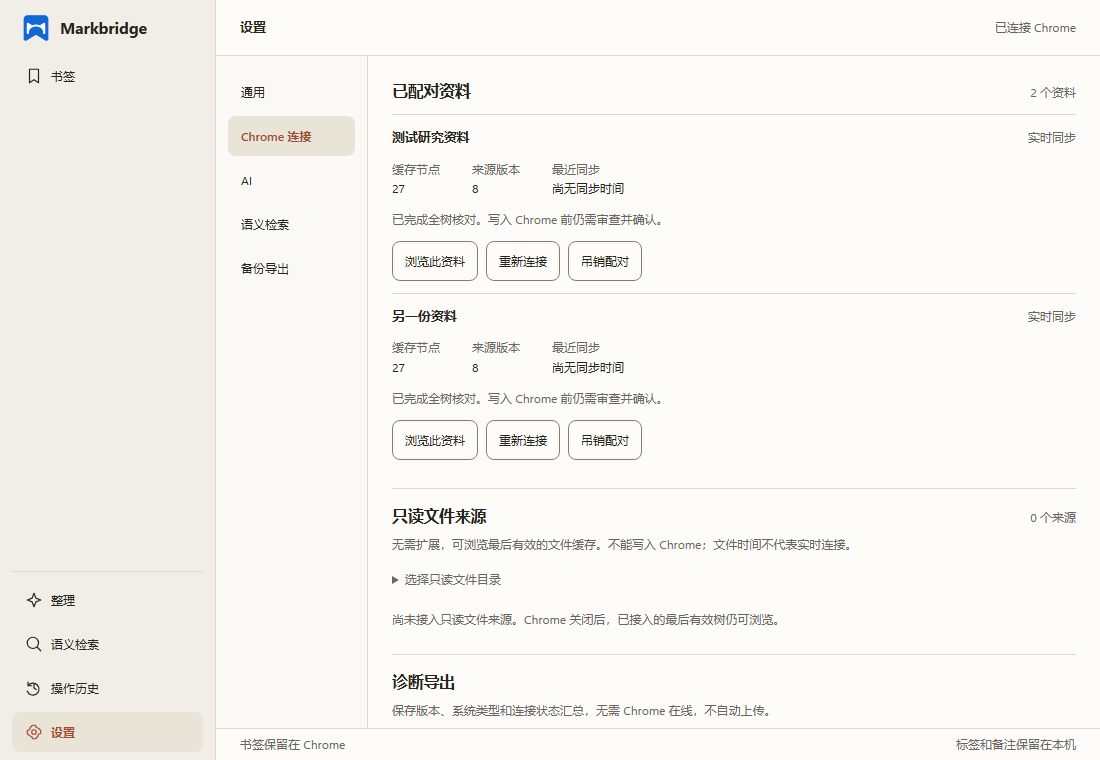 Markbridge
书签
整理
语义检索
操作历史
设置
设置
已连接 Chrome
通用
Chrome 连接
AI
语义检索
备份导出
已配对资料
2 个资料
测试研究资料
实时同步
缓存节点 来源版本 最近同步
27 8 尚无同步时间
已完成全树核对。写入 Chrome 前仍需审查并确认。
浏览此资料 重新连接 吊销配对
另一份资料
实时同步
缓存节点 来源版本 最近同步
27 8 尚无同步时间
已完成全树核对。写入 Chrome 前仍需审查并确认。
浏览此资料 重新连接 吊销配对
只读文件来源
0 个来源
无需扩展，可浏览最后有效的文件缓存。不能写入 Chrome；文件时间不代表实时连接。
选择只读文件目录
尚未接入只读文件来源。Chrome 关闭后，已接入的最后有效树仍可浏览。
诊断导出
保存版本、系统类型和连接状态汇总，无需 Chrome 在线，不自动上传。
书签保留在 Chrome
标签和备注保留在本机